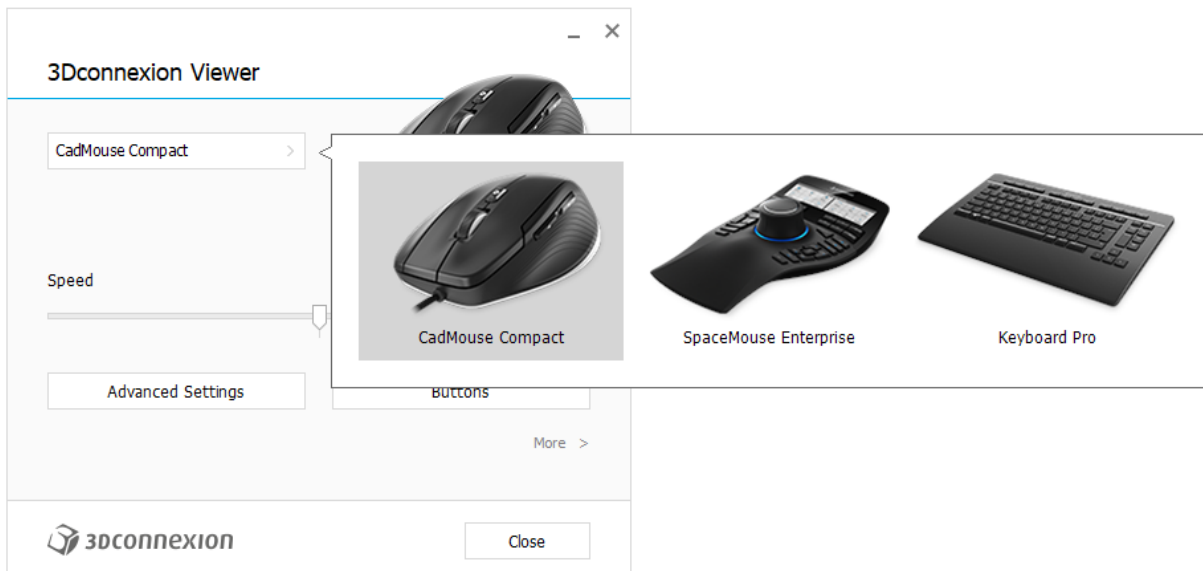 3Dconnexion Viewer
CadMouse Compact
CadMouse Compact
SpaceMouse Enterprise
Keyboard Pro
Speed
Advanced Settings
Buttons
More >
3Dconnexion
Close